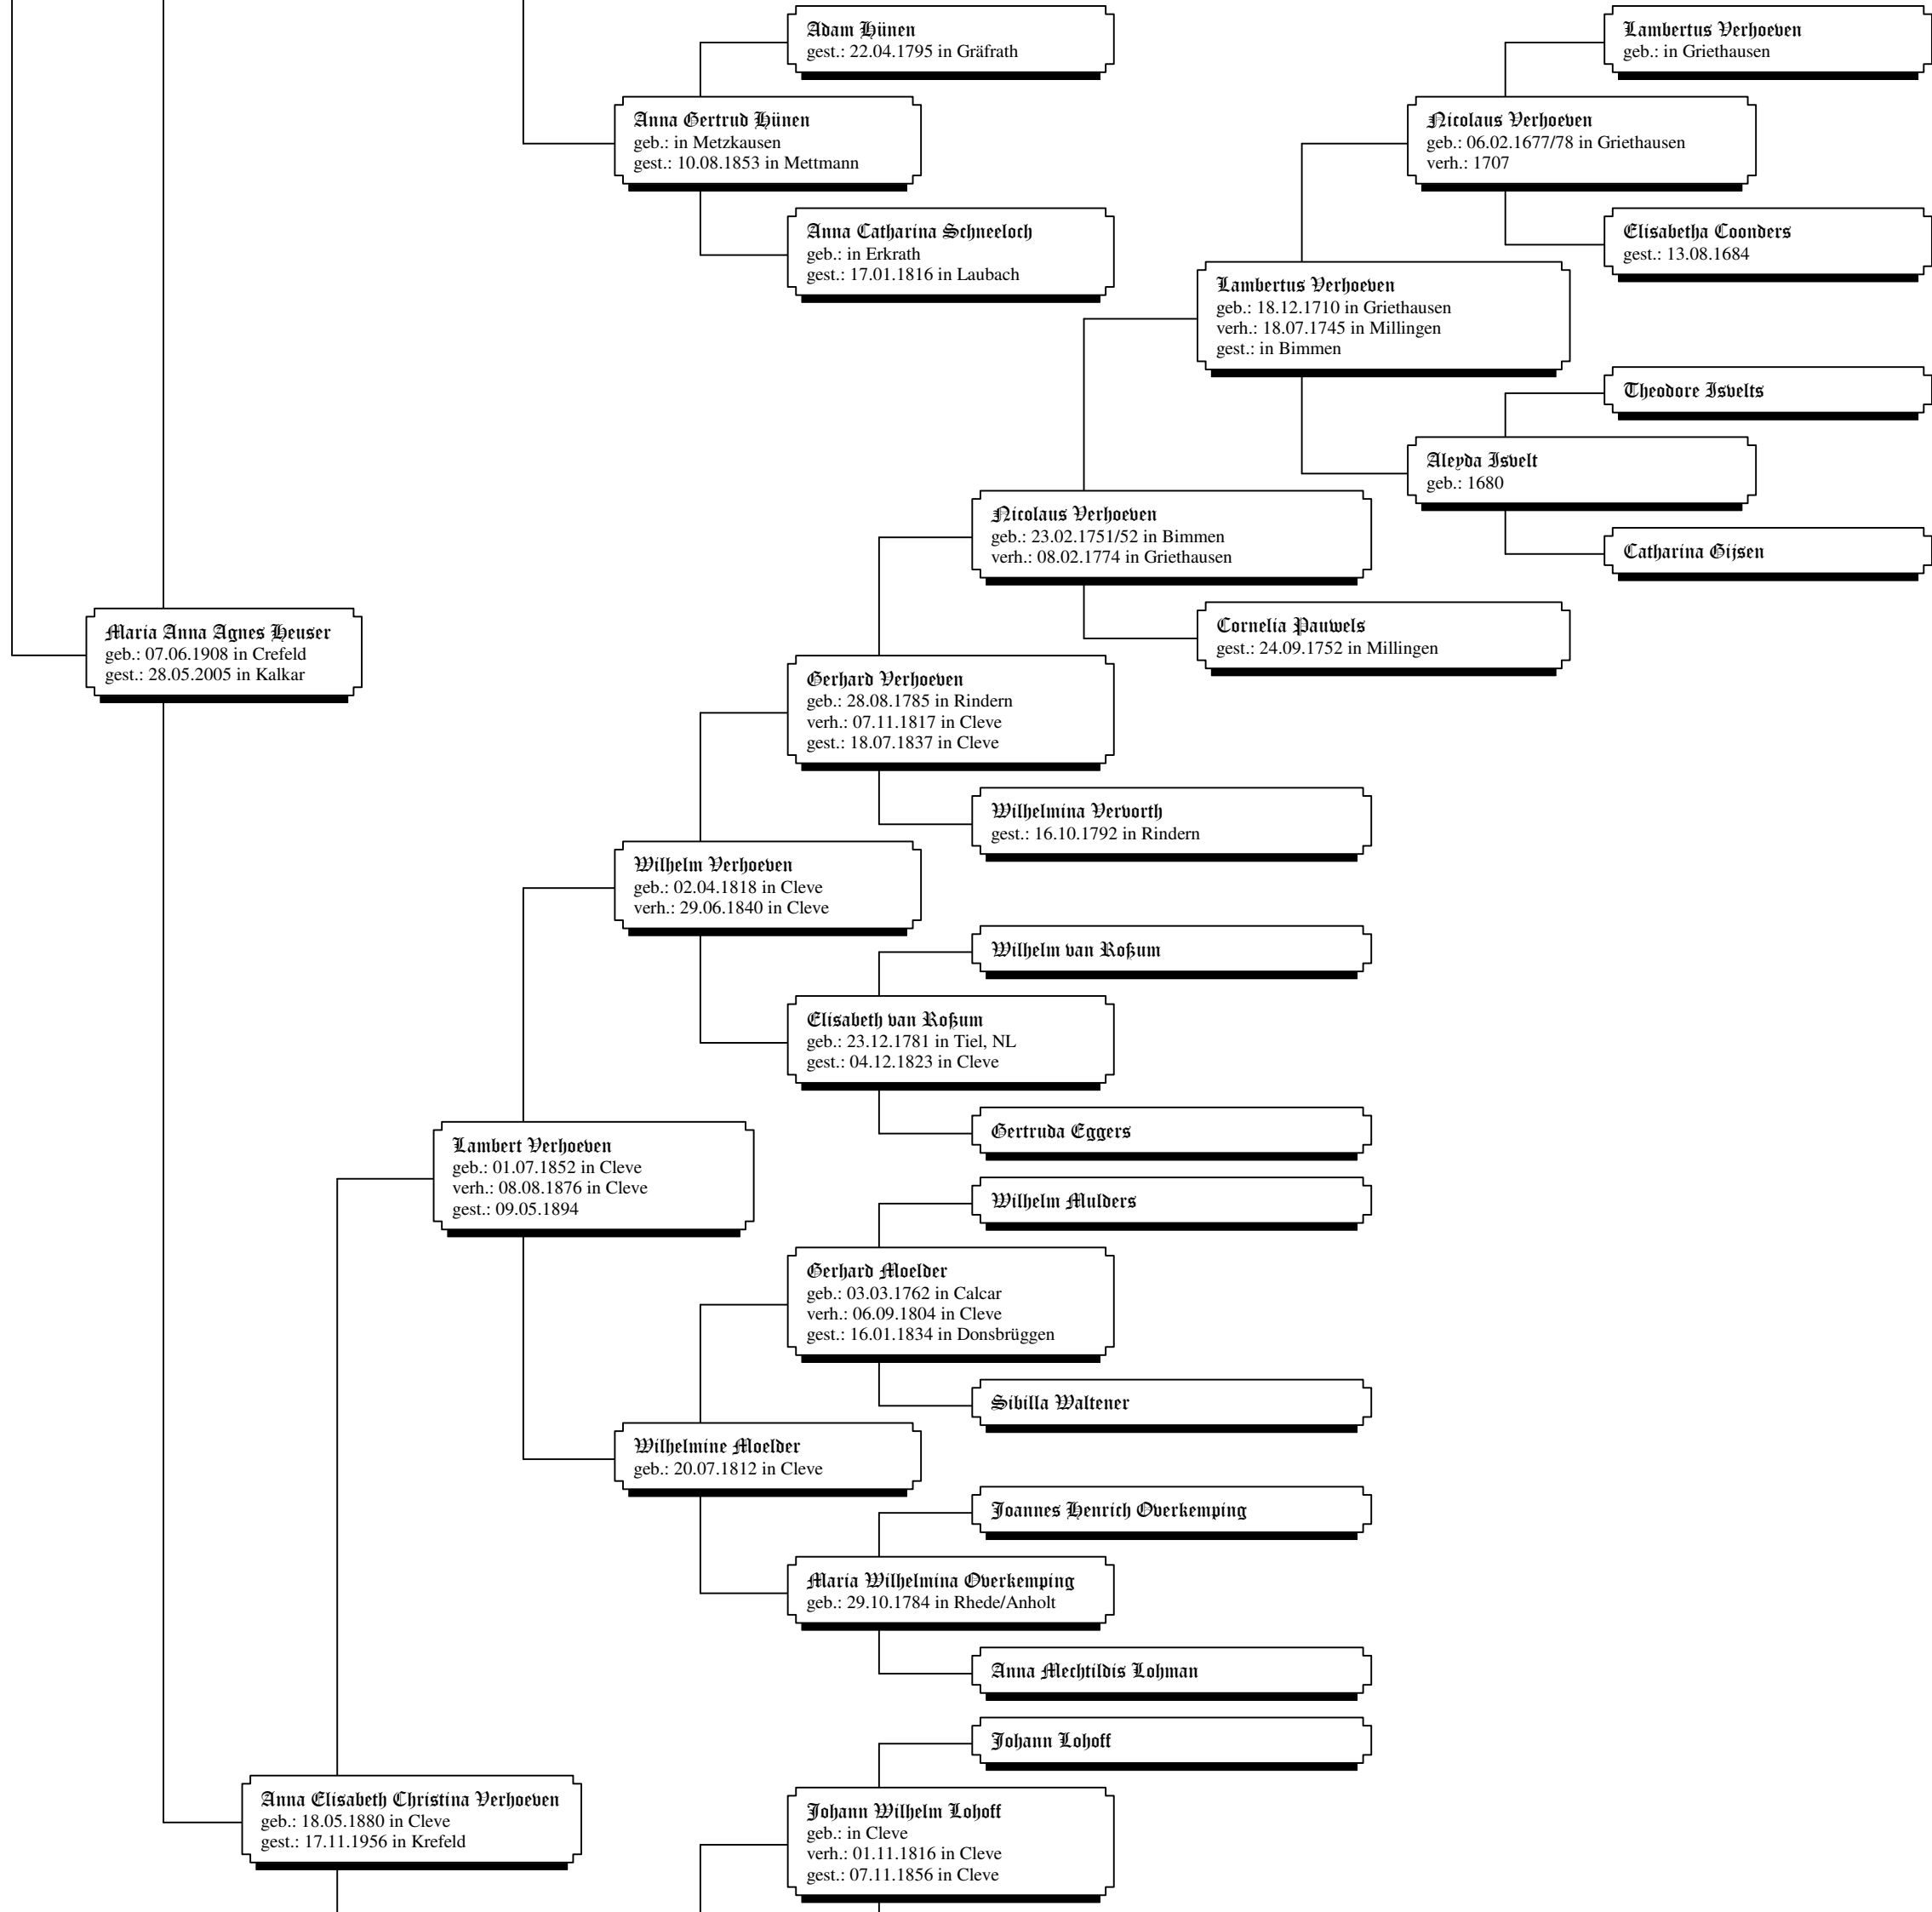 Adam Hünen
gest.: 22.04.1795 in Gräfrath
Lambertus Verhoeven
geb.: in Griethausen
Anna Gertrud Hünen
geb.: in Metzkausen
gest.: 10.08.1853 in Mettmann
Nicolaus Verhoeven
geb.: 06.02.1677/78 in Griethausen
verh.: 1707
Anna Catharina Schneeloch
geb.: in Erkrath
gest.: 17.01.1816 in Laubach
Elisabetha Coonders
gest.: 13.08.1684
Lambertus Verhoeven
geb.: 18.12.1710 in Griethausen
verh.: 18.07.1745 in Millingen
gest.: in Bimmen
Theodore Isvelts
Aleyda Isvelt
geb.: 1680
Nicolaus Verhoeven
geb.: 23.02.1751/52 in Bimmen
verh.: 08.02.1774 in Griethausen
Catharina Gijsen
Maria Anna Agnes Heuser
geb.: 07.06.1908 in Crefeld
gest.: 28.05.2005 in Kalkar
Cornelia Pauwels
gest.: 24.09.1752 in Millingen
Gerhard Verhoeven
geb.: 28.08.1785 in Rindern
verh.: 07.11.1817 in Cleve
gest.: 18.07.1837 in Cleve
Wilhelmina Vervorth
gest.: 16.10.1792 in Rindern
Wilhelm Verhoeven
geb.: 02.04.1818 in Cleve
verh.: 29.06.1840 in Cleve
Wilhelm van Roßum
Elisabeth van Roßum
geb.: 23.12.1781 in Tiel, NL
gest.: 04.12.1823 in Cleve
Gertruda Eggers
Lambert Verhoeven
geb.: 01.07.1852 in Cleve
verh.: 08.08.1876 in Cleve
gest.: 09.05.1894
Wilhelm Mulders
Gerhard Moelder
geb.: 03.03.1762 in Calcar
verh.: 06.09.1804 in Cleve
gest.: 16.01.1834 in Donsbrüggen
Sibilla Waltener
Wilhelmine Moelder
geb.: 20.07.1812 in Cleve
Joannes Henrich Overkemping
Maria Wilhelmina Overkemping
geb.: 29.10.1784 in Rhede/Anholt
Anna Mechtildis Lohman
Johann Lohoff
Anna Elisabeth Christina Verhoeven
geb.: 18.05.1880 in Cleve
gest.: 17.11.1956 in Krefeld
Johann Wilhelm Lohoff
geb.: in Cleve
verh.: 01.11.1816 in Cleve
gest.: 07.11.1856 in Cleve